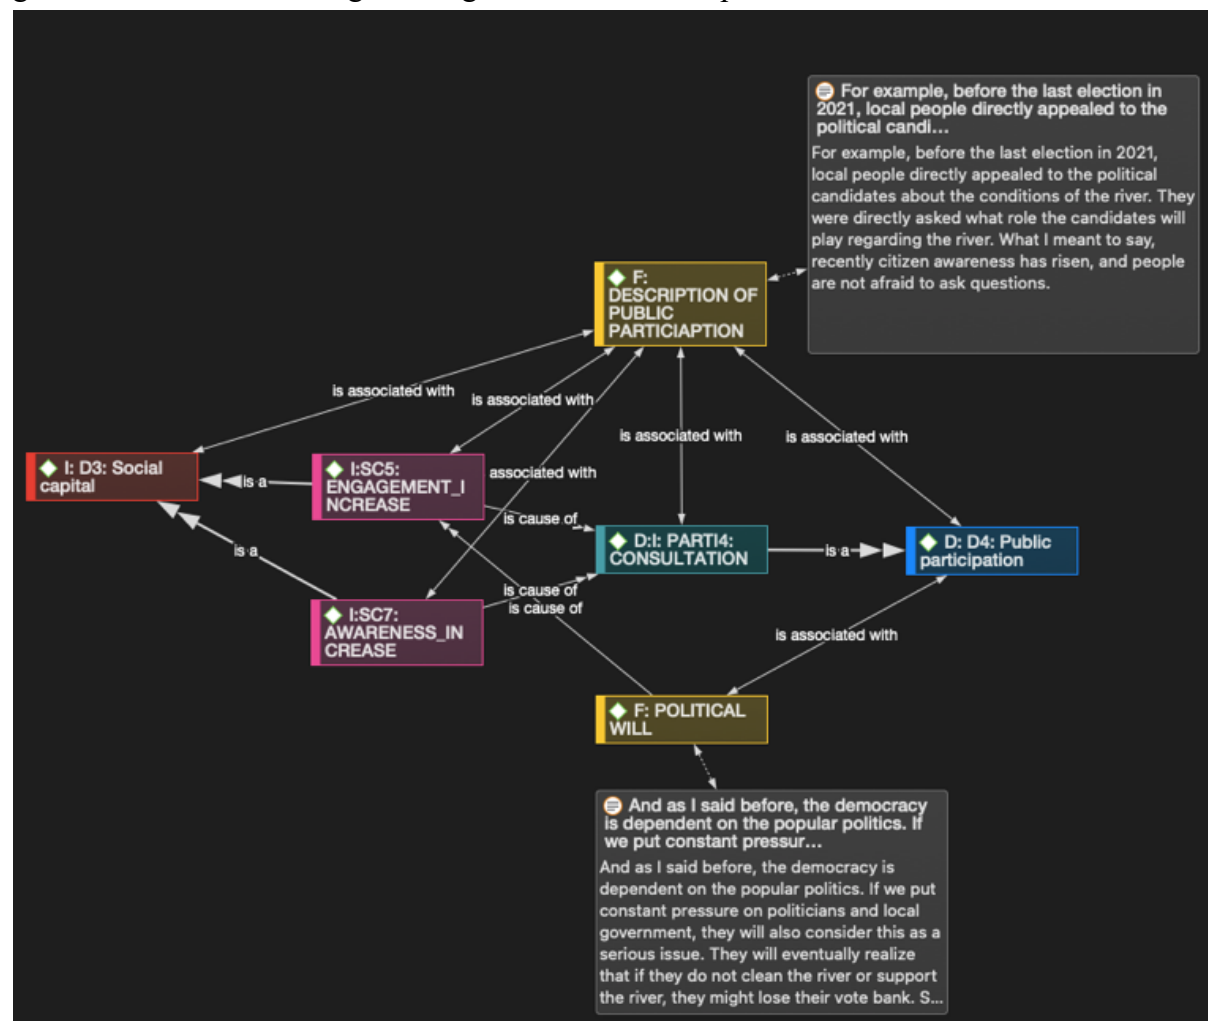 For example, before the last election in
2021, local people directly appealed to the
political candi...
For example, before the last election in 2021,
local people directly appealed to the political
candidates about the conditions of the river. They
were directly asked what role the candidates will
play regarding the river. What I meant to say,
recently citizen awareness has risen, and people
are not afraid to ask questions.
F:
DESCRIPTION OF
PUBLIC
PARTICIAPTION
is associated with
is associated with
is associated with
is associated with
I: D3: Social
capital
is a
I:SC5:
ENGAGEMENT_I
NCREASE
associated with
is cause of
D:I: PARTI4:
CONSULTATION
is a
D: D4: Public
participation
is a
I:SC7:
AWARENESS_IN
CREASE
is cause of
is cause of
is associated with
F: POLITICAL
WILL
And as I said before, the democracy
is dependent on the popular politics. If
we put constant pressur...
And as I said before, the democracy is
dependent on the popular politics. If we put
constant pressure on politicians and local
government, they will also consider this as a
serious issue. They will eventually realize
that if they do not clean the river or support
the river, they might lose their vote bank. S...